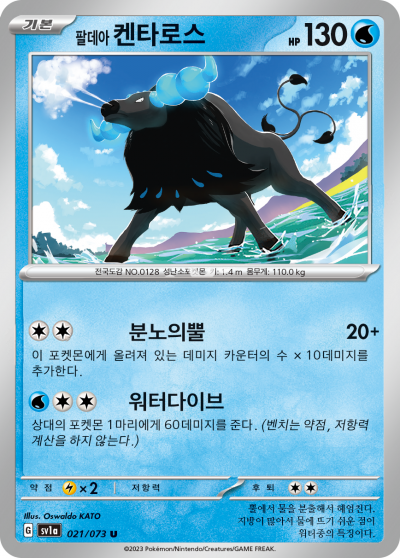 기본 팔데아 켄타로스 HP 130
전국도감 NO.0128 성난소포켓몬 키: 1.4 m 몸무게: 110.0 kg
분노의뿔 20+
이 포켓몬에게 올려져 있는 데미지 카운터의 수 ×10데미지를
추가한다.
워터다이브
상대의 포켓몬 1마리에게 60데미지를 준다. (벤치는 약점, 저항력
계산을 하지 않는다.)
약점 ×2 저항력 후퇴
Illus. Oswaldo KATO
뿔에서 물을 분출해서 헤엄친다.
G sv1a 021/073 U
지방이 많아서 물에 뜨기 쉬운 점이
워터종의 특징이다.
©2023 Pokémon/Nintendo/Creatures/GAME FREAK.